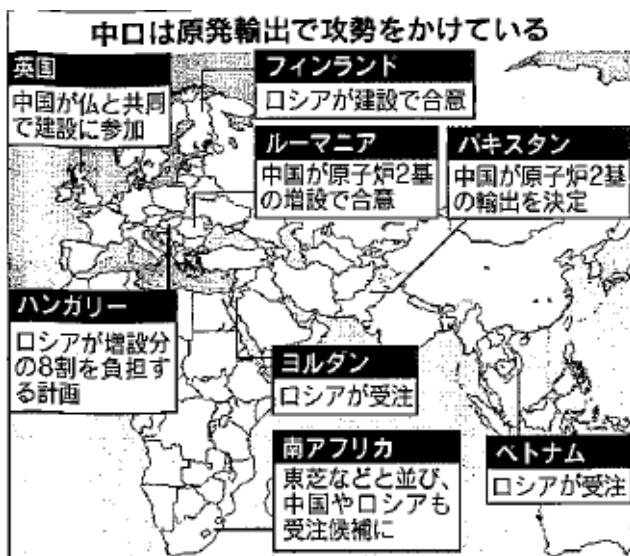 中ロは原発輸出で攻勢をかけている
英国
中国が仏と共同
で建設に参加
フィンランド
ロシアが建設で合意
ルーマニア
中国が原子炉2基
の増設で合意
パキスタン
中国が原子炉2基
の輸出を決定
ハンガリー
ロシアが増設分
の8割を負担す
る計画
ヨルダン
ロシアが受注
南アフリカ
東芝などと並び、
中国やロシアも
受注候補に
ベトナム
ロシアが受注